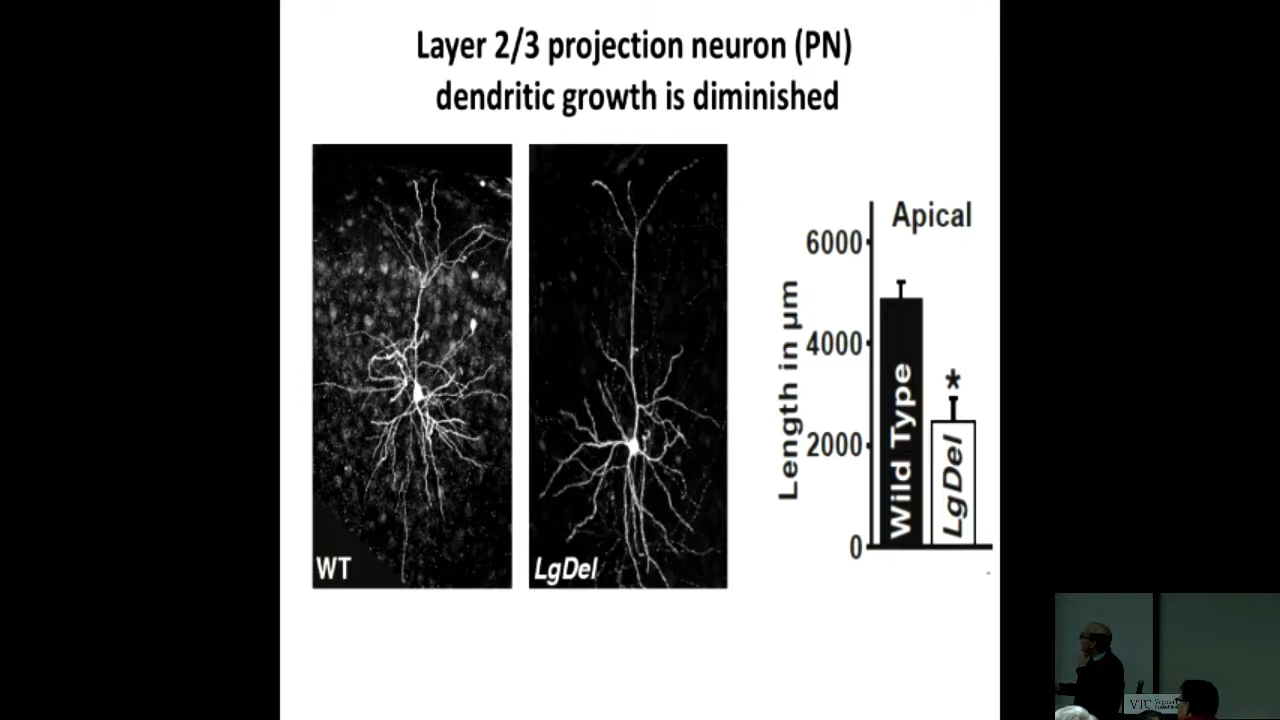 Layer 2/3 projection neuron (PN)
dendritic growth is diminished
WT
LgDel
Apical
Length in µm
6000
4000
2000
0
*
Wild Type
LgDel
VTC